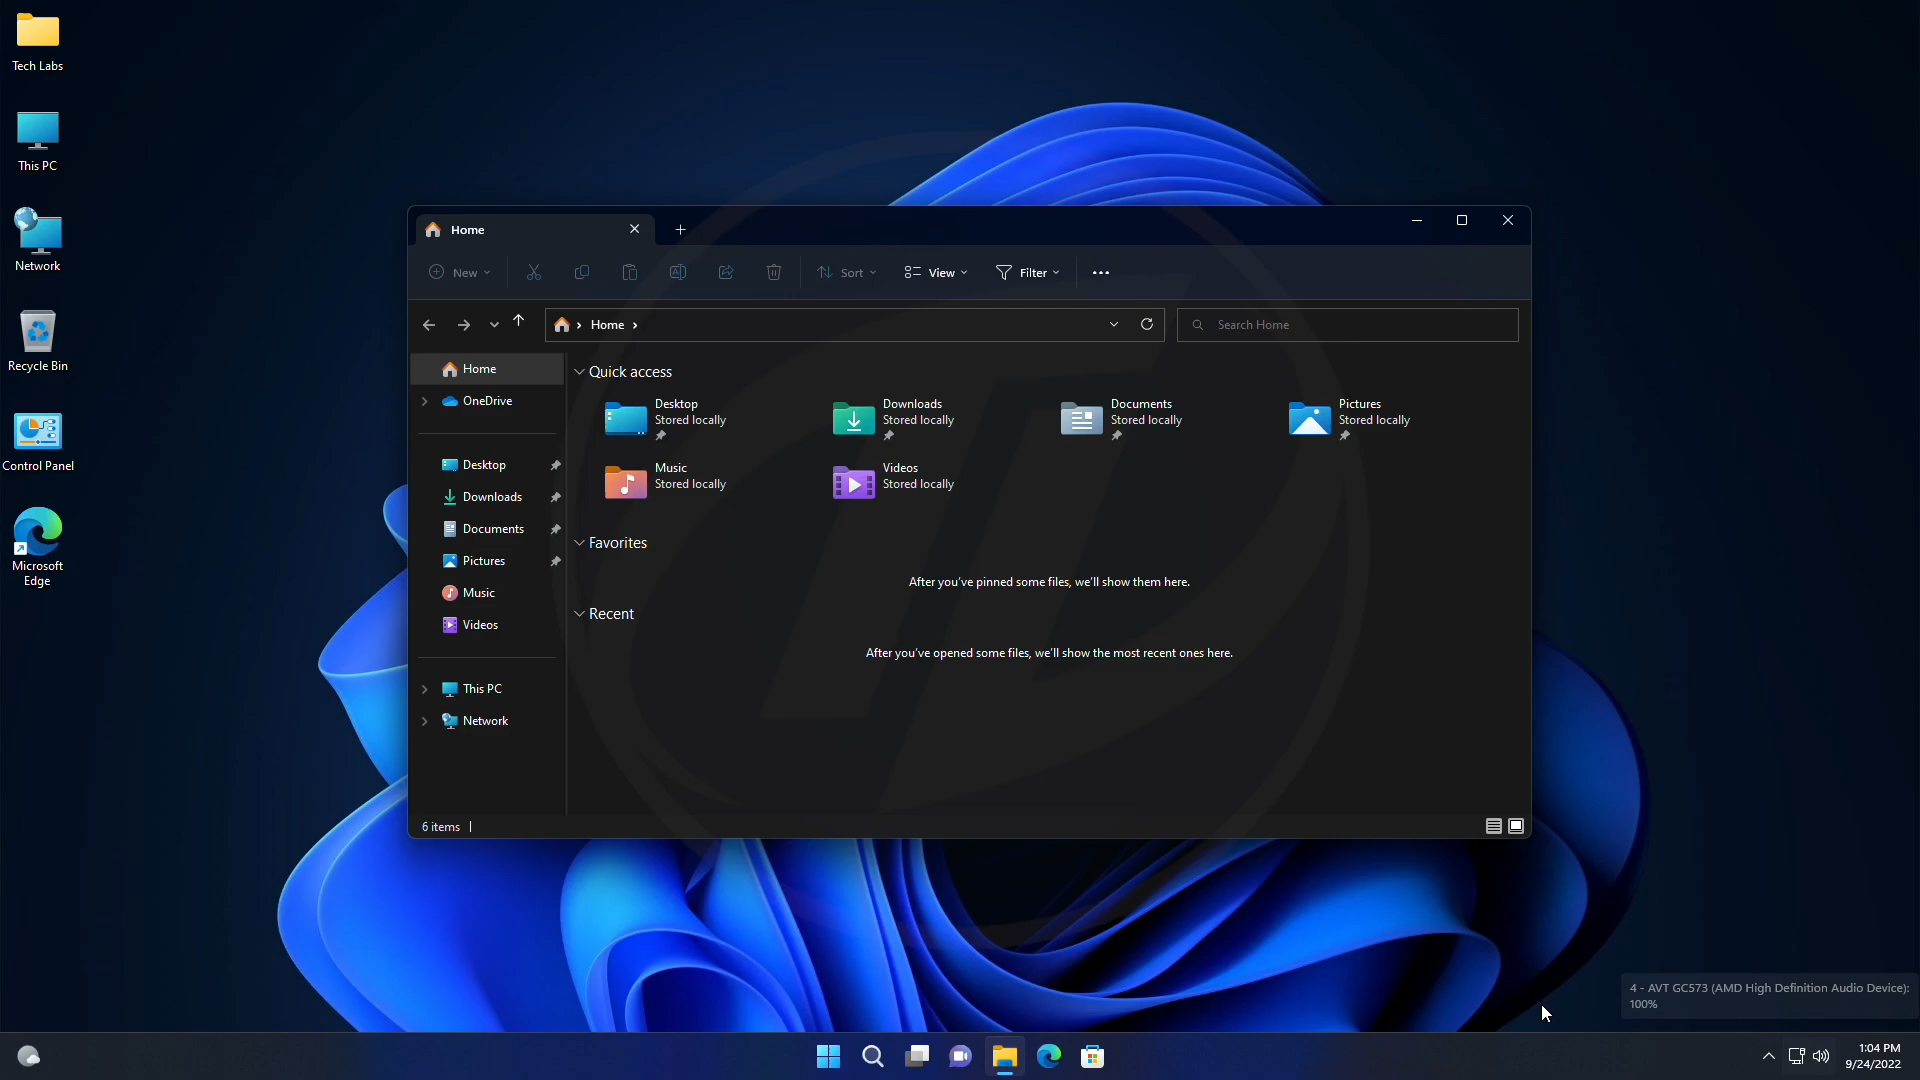 Tech Labs
This PC
Network
Recycle Bin
Control Panel
Microsoft
Edge
Home
New
Sort
View
Filter
Home
Search Home
Home
OneDrive
Desktop
Downloads
Documents
Pictures
Music
Videos
This PC
Network
Quick access
Desktop
Stored locally
Downloads
Stored locally
Documents
Stored locally
Pictures
Stored locally
Music
Stored locally
Videos
Stored locally
Favorites
After you've pinned some files, we'll show them here.
Recent
After you've opened some files, we'll show the most recent ones here.
6 items
4 - AVT GC573 (AMD High Definition Audio Device):
100%
1:04 PM
9/24/2022